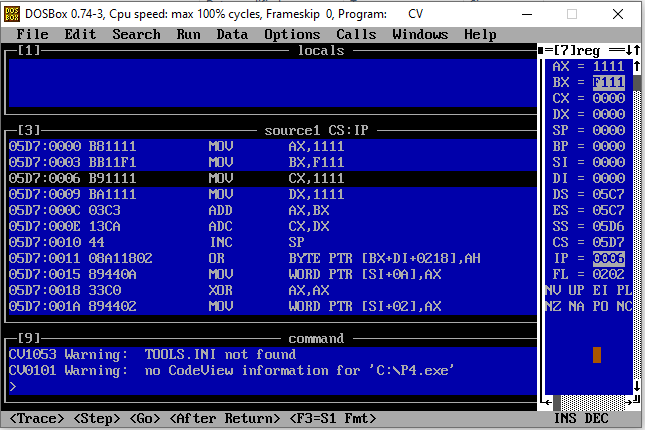 DOS BOX DOSBox 0.74-3, Cpu speed: max 100% cycles, Frameskip 0, Program: CV
File Edit Search Run Data Options Calls Windows Help
[1] locals
[3] source1 CS:IP
05D7:0000 B81111 MOV AX,1111
05D7:0003 BB11F1 MOV BX,F111
05D7:0006 B91111 MOV CX,1111
05D7:0009 BA1111 MOV DX,1111
05D7:000C 03C3 ADD AX,BX
05D7:000E 13CA ADC CX,DX
05D7:0010 44 INC SP
05D7:0011 08A11802 OR BYTE PTR [BX+DI+0218],AH
05D7:0015 89440A MOV WORD PTR [SI+0A],AX
05D7:0018 33C0 XOR AX,AX
05D7:001A 894402 MOV WORD PTR [SI+02],AX
[9] command
CV1053 Warning: TOOLS.INI not found
CV0101 Warning: no CodeView information for 'C:\P4.exe'
>
[7]reg
AX = 1111
BX = F111
CX = 0000
DX = 0000
SP = 0000
BP = 0000
SI = 0000
DI = 0000
DS = 05C7
ES = 05C7
SS = 05D6
CS = 05D7
IP = 0006
FL = 0202
NV UP EI PL
NZ NA PO NC
<Trace> <Step> <Go> <After Return> <F3=S1 Fmt> INS DEC